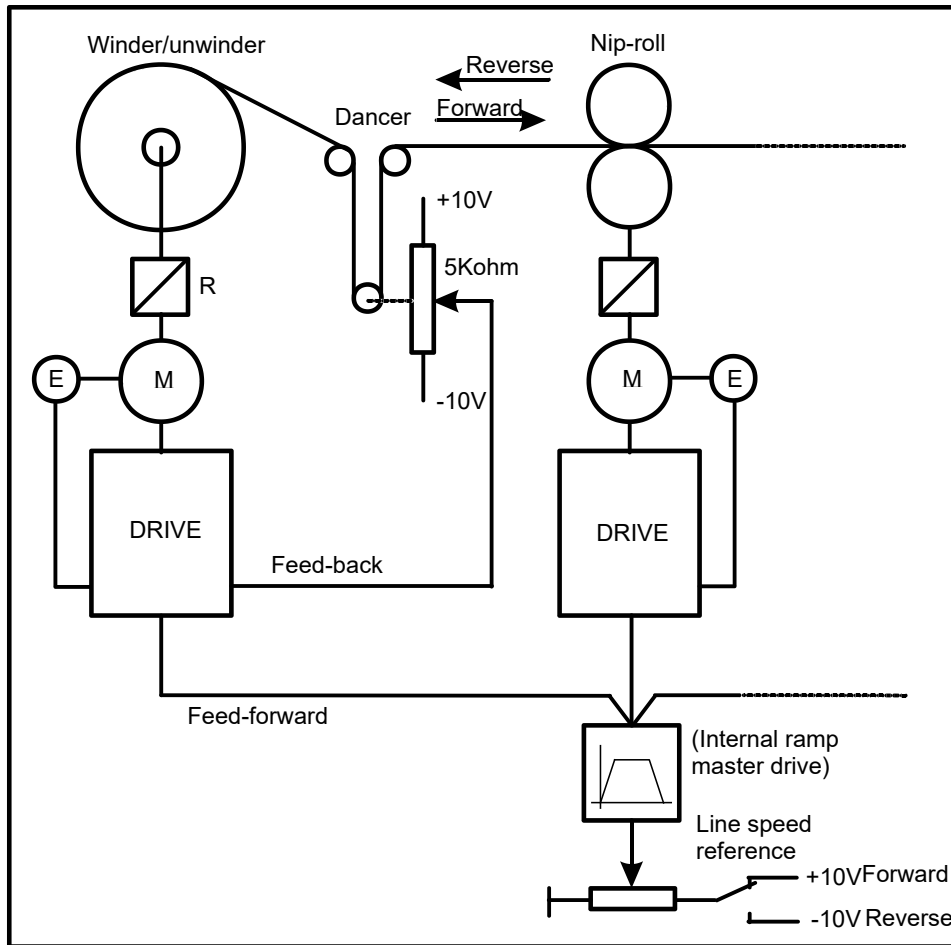 Winder/unwinder
Nip-roll
Reverse
Forward
Dancer
+10V
5Kohm
-10V
R
E
M
M
E
DRIVE
DRIVE
Feed-back
Feed-forward
(Internal ramp
master drive)
Line speed
reference
+10V Forward
-10V Reverse